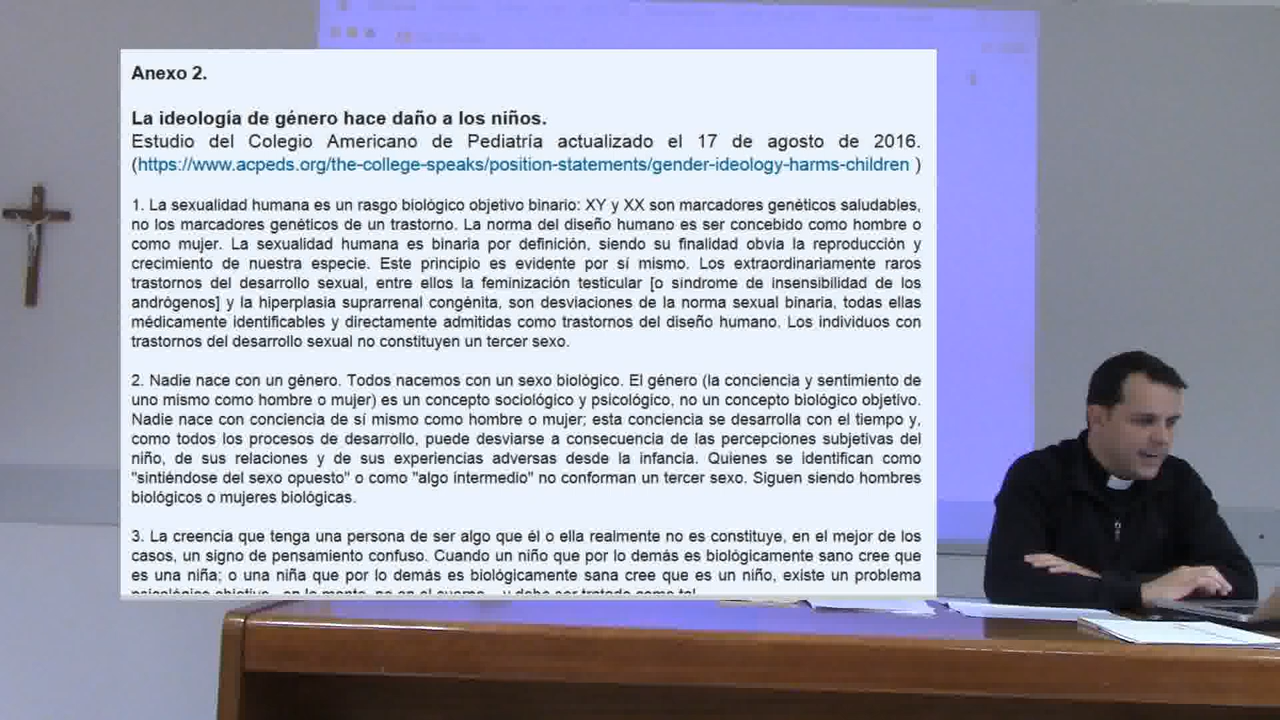 Anexo 2.
La ideología de género hace daño a los niños.
Estudio del Colegio Americano de Pediatría actualizado el 17 de agosto de 2016.
(https://www.acpeds.org/the-college-speaks/position-statements/gender-ideology-harms-children )
1. La sexualidad humana es un rasgo biológico objetivo binario: XY y XX son marcadores genéticos saludables,
no los marcadores genéticos de un trastorno. La norma del diseño humano es ser concebido como hombre o
como mujer. La sexualidad humana es binaria por definición, siendo su finalidad obvia la reproducción y
crecimiento de nuestra especie. Este principio es evidente por sí mismo. Los extraordinariamente raros
trastornos del desarrollo sexual, entre ellos la feminización testicular [o síndrome de insensibilidad de los
andrógenos] y la hiperplasia suprarrenal congénita, son desviaciones de la norma sexual binaria, todas ellas
médicamente identificables y directamente admitidas como trastornos del diseño humano. Los individuos con
trastornos del desarrollo sexual no constituyen un tercer sexo.
2. Nadie nace con un género. Todos nacemos con un sexo biológico. El género (la conciencia y sentimiento de
uno mismo como hombre o mujer) es un concepto sociológico y psicológico, no un concepto biológico objetivo.
Nadie nace con conciencia de sí mismo como hombre o mujer; esta conciencia se desarrolla con el tiempo y,
como todos los procesos de desarrollo, puede desviarse a consecuencia de las percepciones subjetivas del
niño, de sus relaciones y de sus experiencias adversas desde la infancia. Quienes se identifican como
"sintiéndose del sexo opuesto" o como "algo intermedio" no conforman un tercer sexo. Siguen siendo hombres
biológicos o mujeres biológicas.
3. La creencia que tenga una persona de ser algo que él o ella realmente no es constituye, en el mejor de los
casos, un signo de pensamiento confuso. Cuando un niño que por lo demás es biológicamente sano cree que
es una niña; o una niña que por lo demás es biológicamente sana cree que es un niño, existe un problema